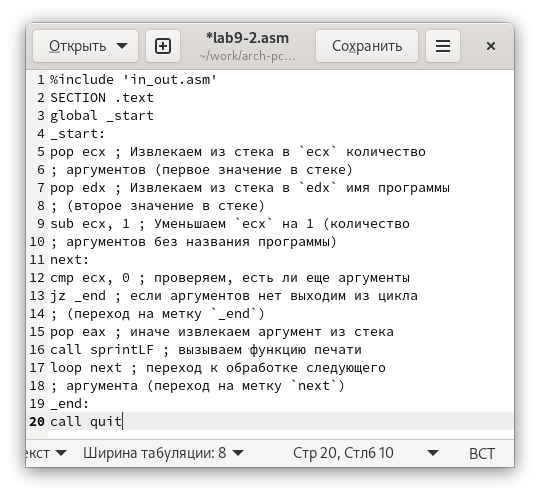 Открыть
*lab9-2.asm
~/work/arch-pc...
Сохранить
1 %include 'in_out.asm'
2 SECTION .text
3 global _start
4 _start:
5 pop ecx ; Извлекаем из стека в `ecx` количество
6 ; аргументов (первое значение в стеке)
7 pop edx ; Извлекаем из стека в `edx` имя программы
8 ; (второе значение в стеке)
9 sub ecx, 1 ; Уменьшаем `ecx` на 1 (количество
10 ; аргументов без названия программы)
11 next:
12 cmp ecx, 0 ; проверяем, есть ли еще аргументы
13 jz _end ; если аргументов нет выходим из цикла
14 ; (переход на метку `_end`)
15 pop eax ; иначе извлекаем аргумент из стека
16 call sprintLF ; вызываем функцию печати
17 loop next ; переход к обработке следующего
18 ; аргумента (переход на метку `next`)
19 _end:
20 call quit
екст Ширина табуляции: 8 Стр 20, Стлб 10 ВСТ